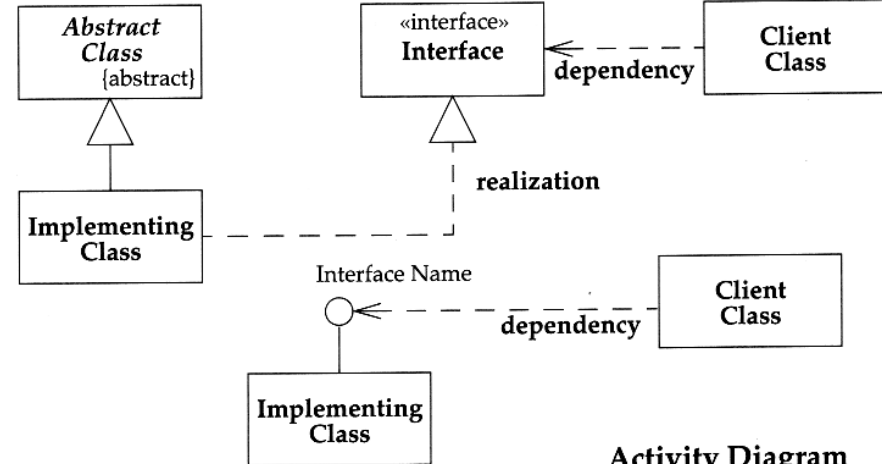 Abstract
Class
{abstract}
«interface»
Interface
Client
Class
dependency
realization
Implementing
Class
Interface Name
Client
Class
dependency
Implementing
Class
Activity Diagram